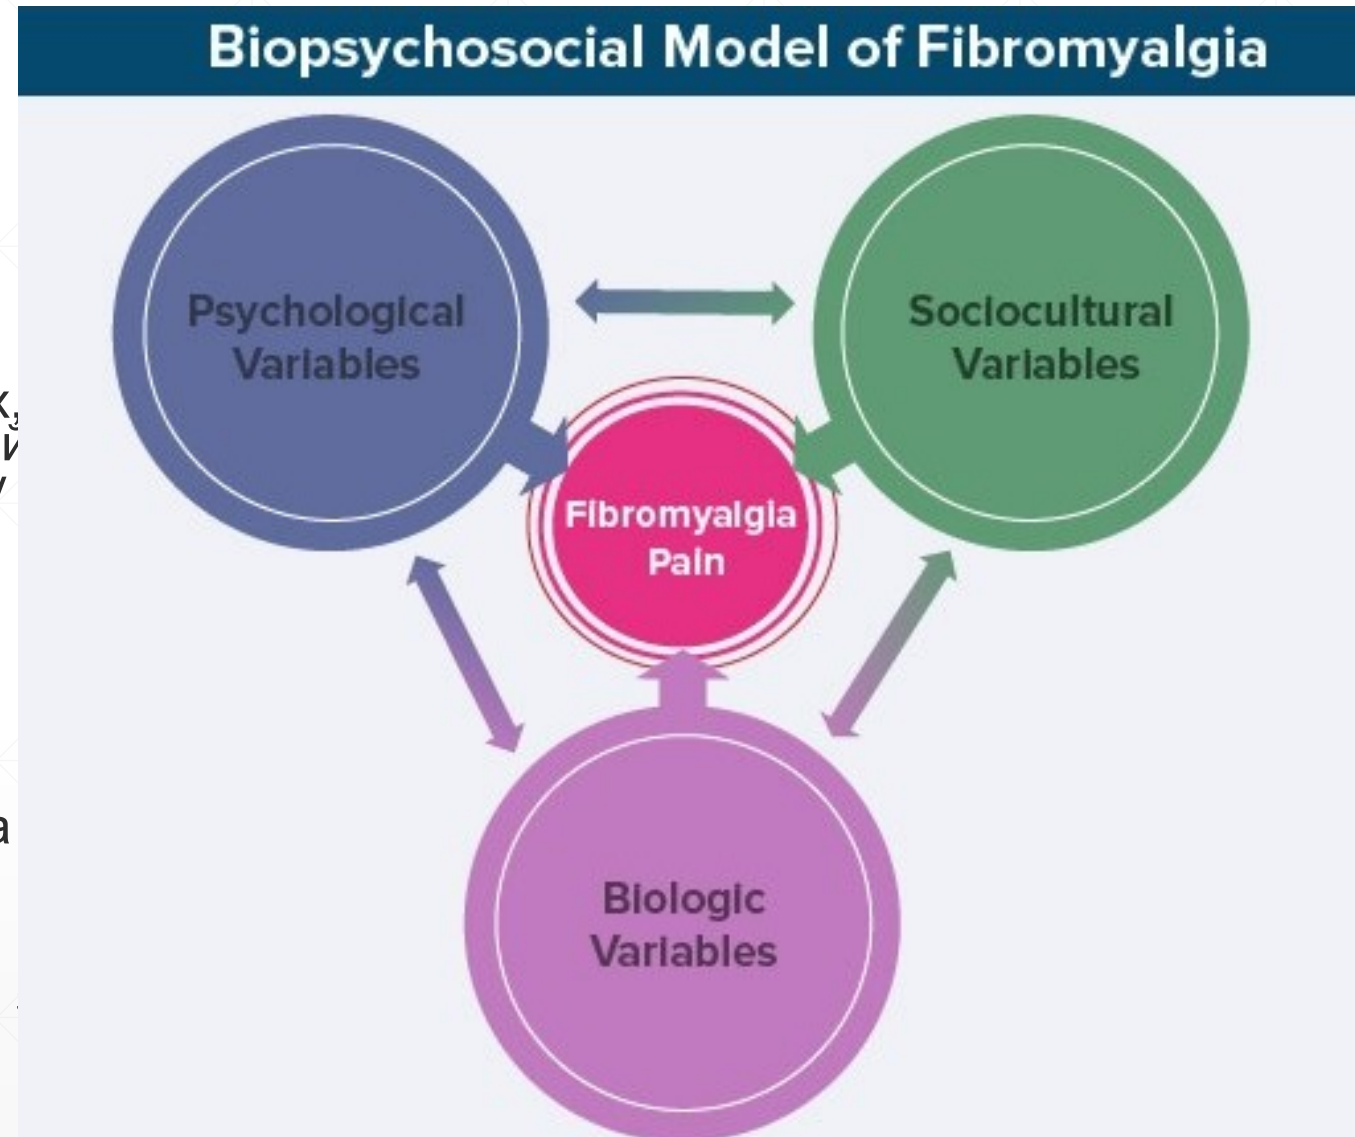 Biopsychosocial Model of Fibromyalgia
Psychological
Variables
Sociocultural
Variables
Fibromyalgia
Pain
Biologic
Variables